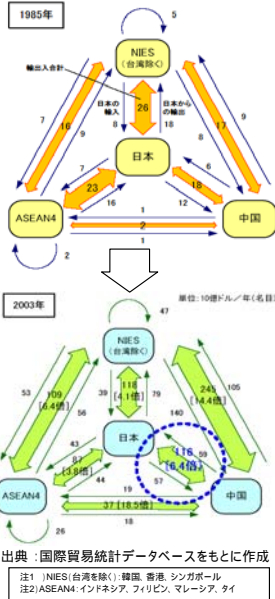 1985年
5
NIES
(台湾除く)
輸出入合計
日本の
輸入
8
26
日本から
の輸出
18
7
16
9
8
17
9
日本
7
23
16
6
18
12
ASEAN4
1
2
1
中国
2
2003年
単位:10億ドル/年(名目
47
NIES
(台湾除く)
53
109
[6.4倍]
56
39
118
[4.1倍]
79
140
245
[14.4倍]
105
日本
43
87
[3.8倍]
44
116
[6.4倍]
59
57
ASEAN4
19
37 [18.5倍]
18
中国
26
出典:国際貿易統計データベースをもとに作成
注1 )NIES(台湾を除く):韓国、香港、シンガポール
注2)ASEAN4:インドネシア、フィリピン、マレーシア、タイ